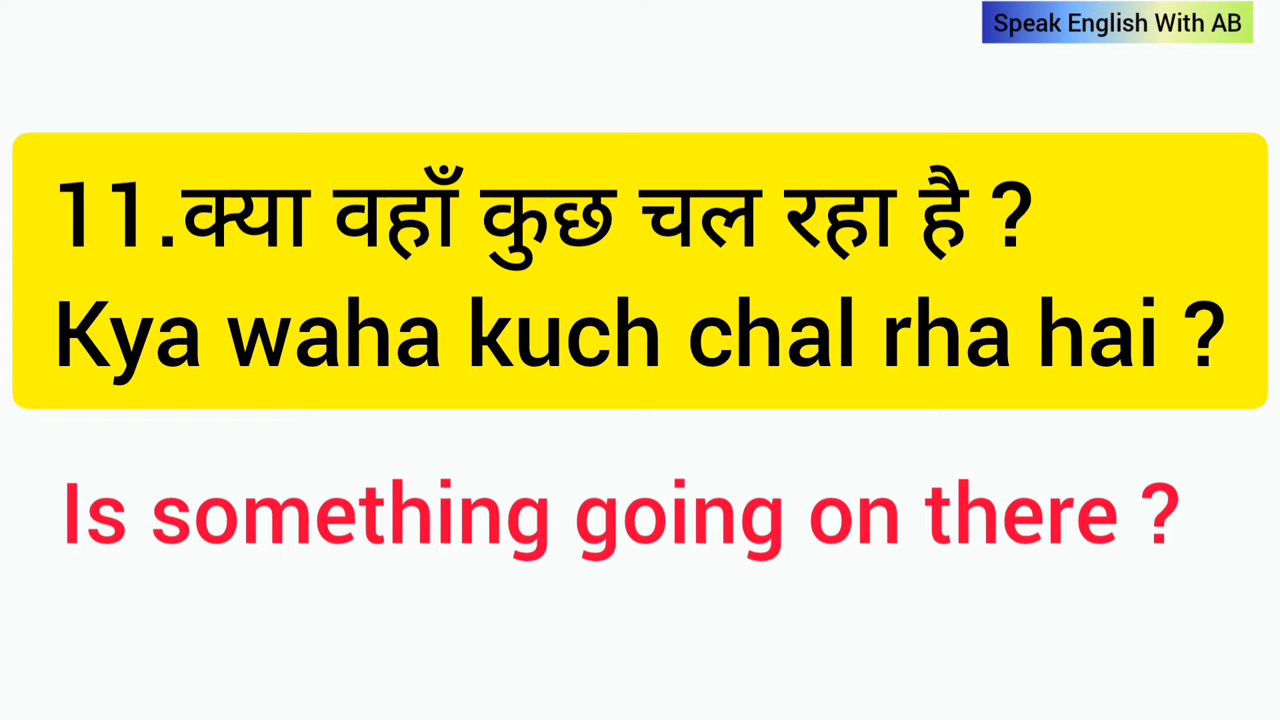 Speak English With AB
11.क्या वहाँ कुछ चल रहा है ?
Kya waha kuch chal rha hai ?
Is something going on there ?